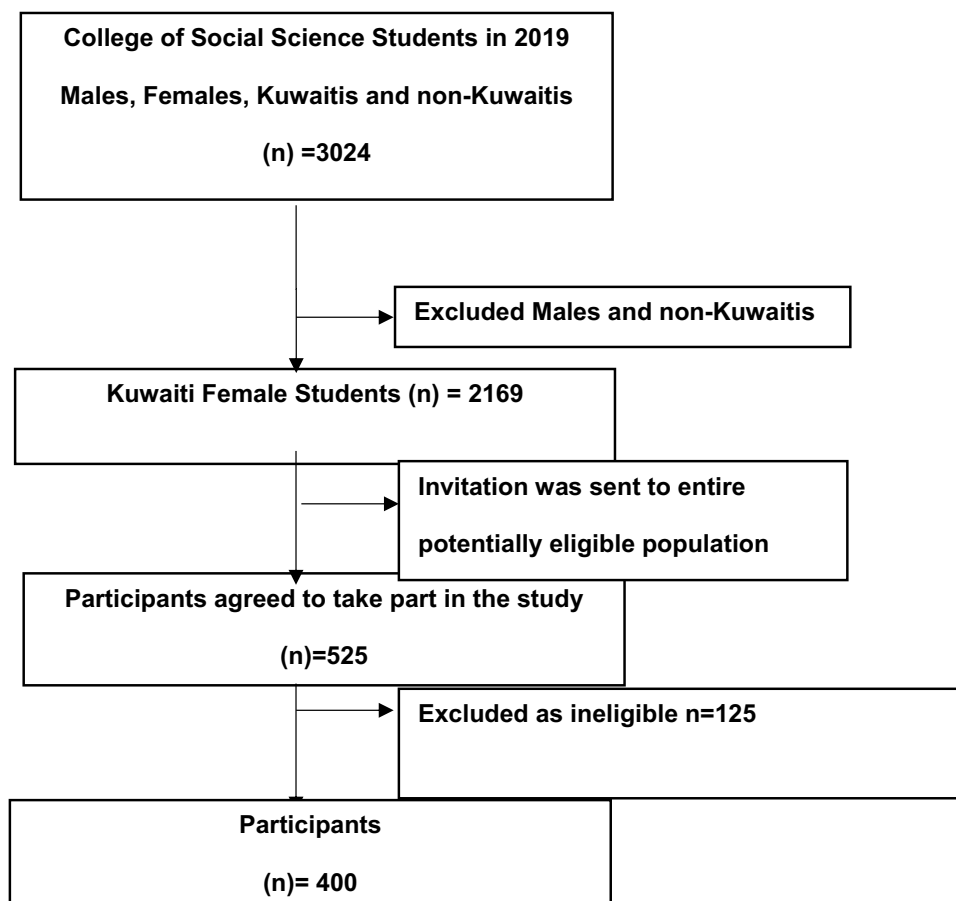 College of Social Science Students in 2019
Males, Females, Kuwaitis and non-Kuwaitis
(n) =3024
Excluded Males and non-Kuwaitis
Kuwaiti Female Students (n) = 2169
Invitation was sent to entire
potentially eligible population
Participants agreed to take part in the study
(n)=525
Excluded as ineligible n=125
Participants
(n)= 400